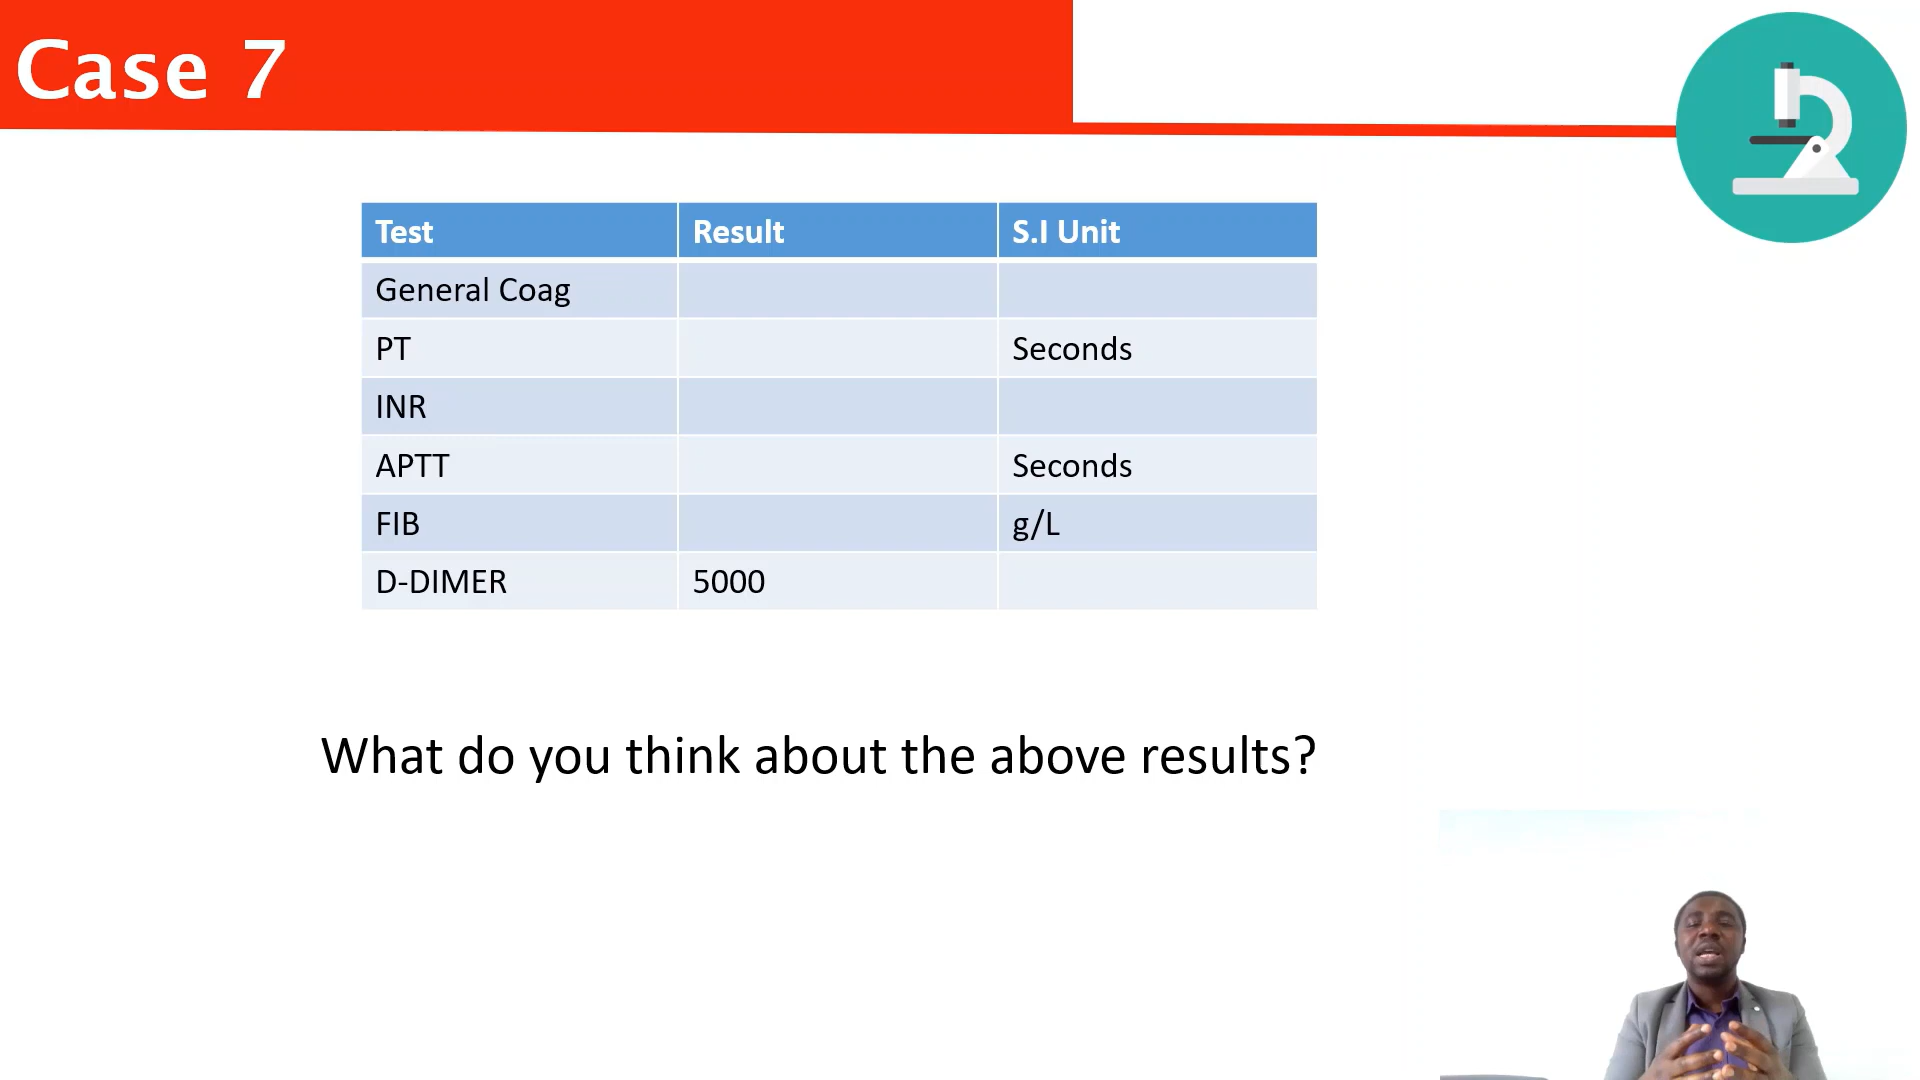 Case 7
Test Result S.I Unit
General Coag
PT Seconds
INR
APTT Seconds
FIB g/L
D-DIMER 5000
What do you think about the above results?